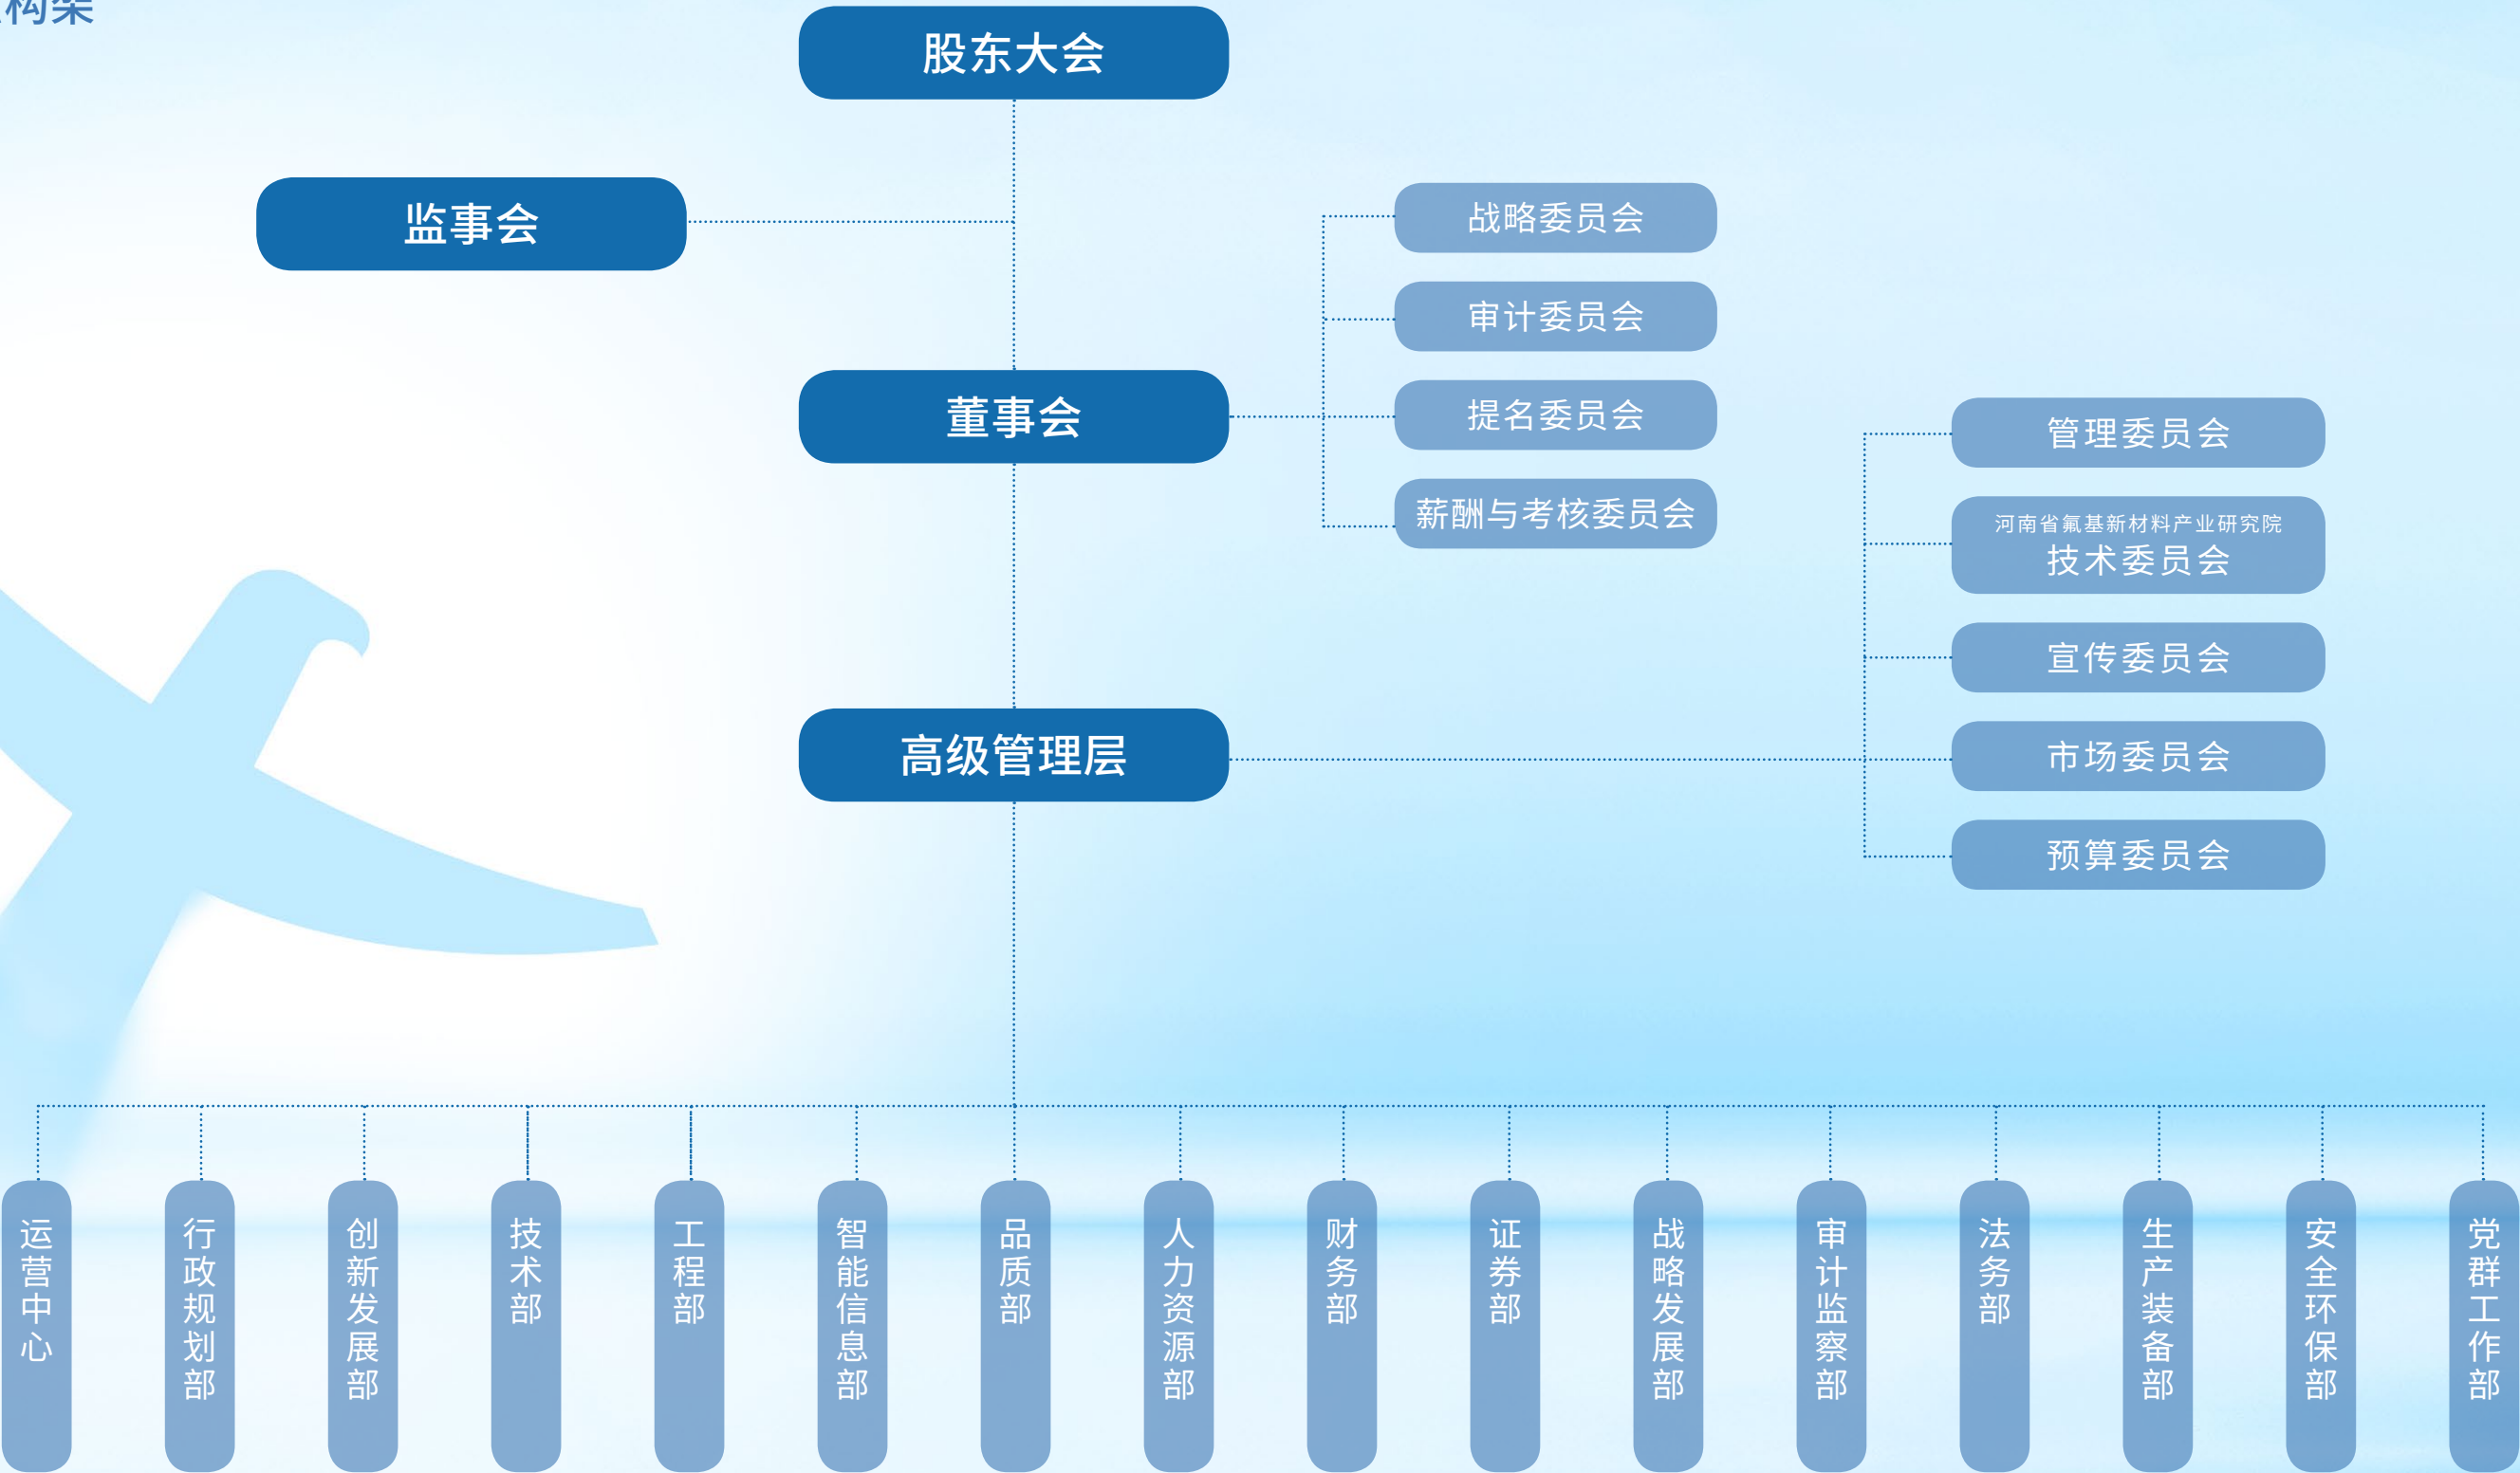 构架
股东大会
监事会
战略委员会
审计委员会
董事会
提名委员会
薪酬与考核委员会
管理委员会
河南省氟基新材料产业研究院
技术委员会
宣传委员会
高级管理层
市场委员会
预算委员会
运营中心
行政规划部
创新发展部
技术部
工程部
智能信息部
品质部
人力资源部
财务部
证券部
战略发展部
审计监察部
法务部
生产装备部
安全环保部
党群工作部